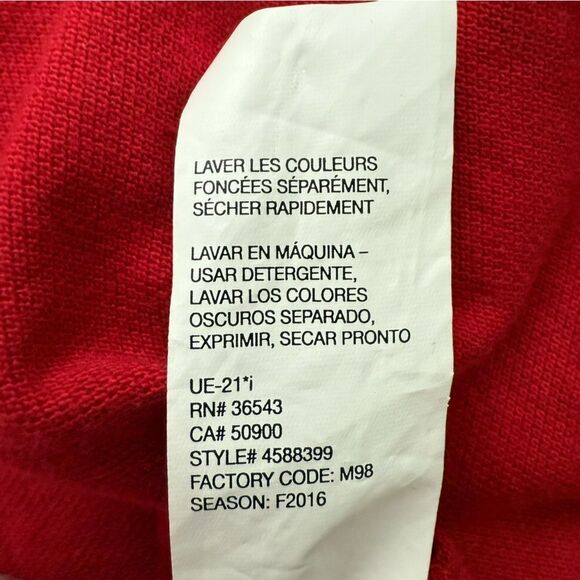 LAVER LES COULEURS
FONCÉES SÉPARÉMENT,
SÉCHER RAPIDEMENT
LAVAR EN MÁQUINA –
USAR DETERGENTE,
LAVAR LOS COLORES
OSCUROS SEPARADO,
EXPRIMIR, SECAR PRONTO
UE-21*i
RN# 36543
CA# 50900
STYLE# 4588399
FACTORY CODE: M98
SEASON: F2016